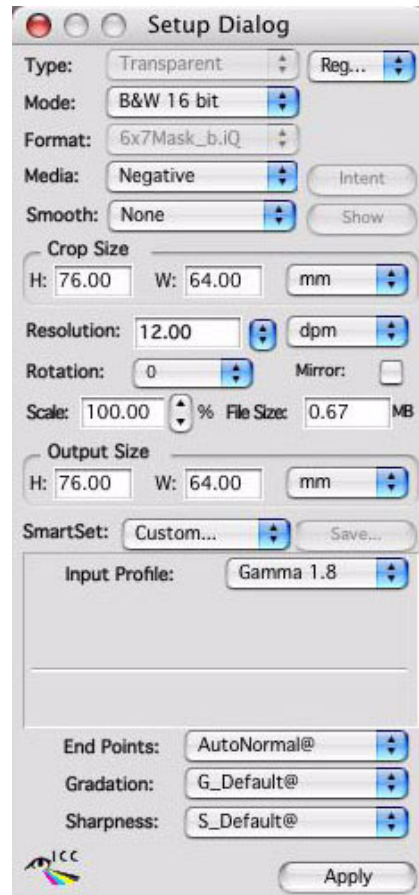 Setup Dialog
Type: Transparent Reg...
Mode: B&W 16 bit
Format: 6x7Mask_b.iQ
Media: Negative Intent
Smooth: None Show
Crop Size
H: 76.00 W: 64.00 mm
Resolution: 12.00 dpm
Rotation: 0 Mirror:
Scale: 100.00 % File Size: 0.67 MB
Output Size
H: 76.00 W: 64.00 mm
SmartSet: Custom... Save...
Input Profile: Gamma 1.8
End Points: AutoNormal@
Gradation: G_Default@
Sharpness: S_Default@
ICC
Apply